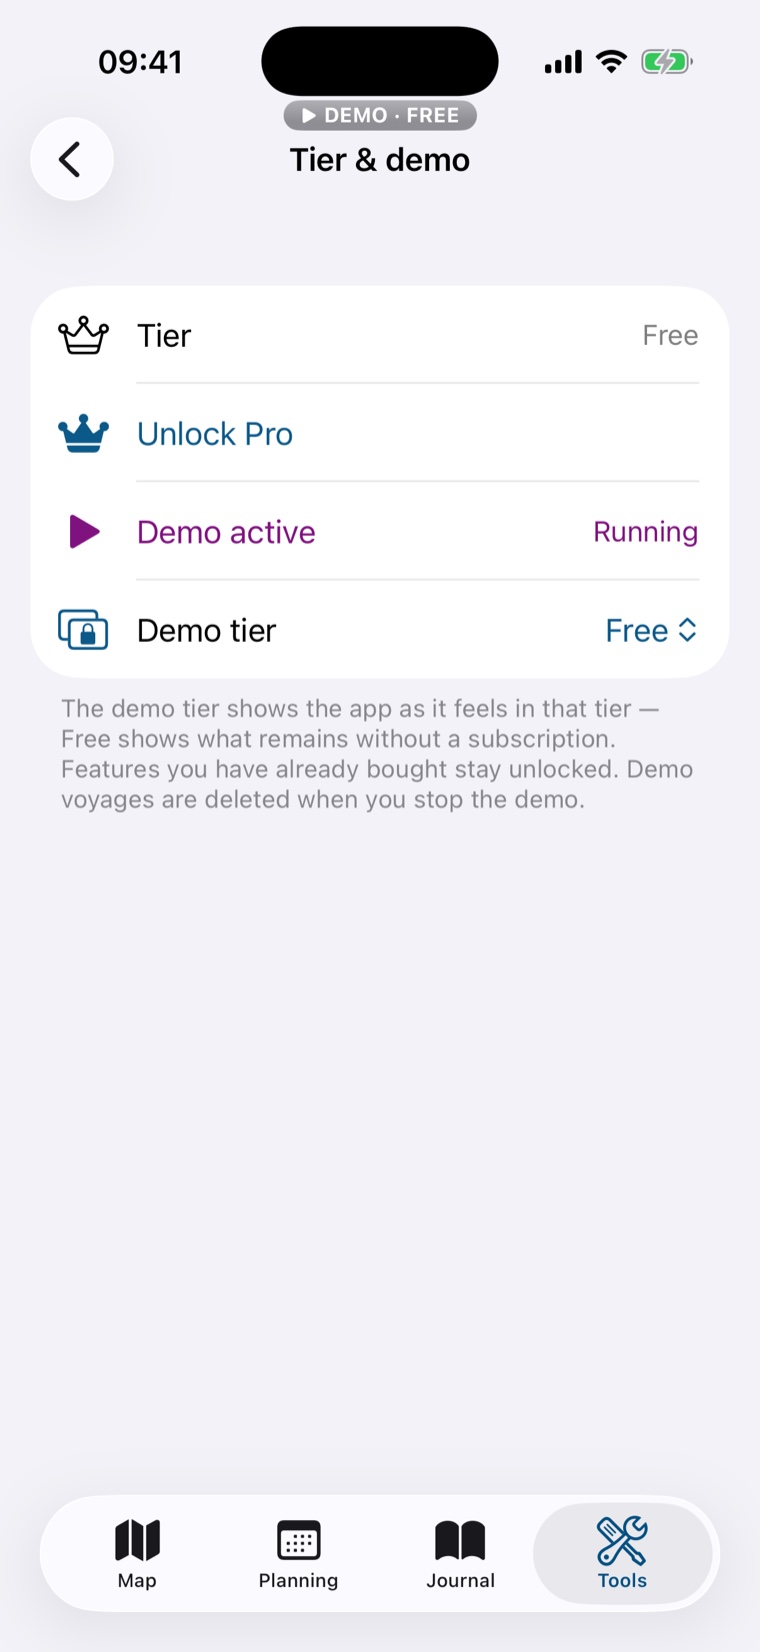 09:41
DEMO · FREE
Tier & demo
Tier
Free
Unlock Pro
Demo active
Running
Demo tier
Free
The demo tier shows the app as it feels in that tier —
Free shows what remains without a subscription.
Features you have already bought stay unlocked. Demo
voyages are deleted when you stop the demo.
Map
Planning
Journal
Tools